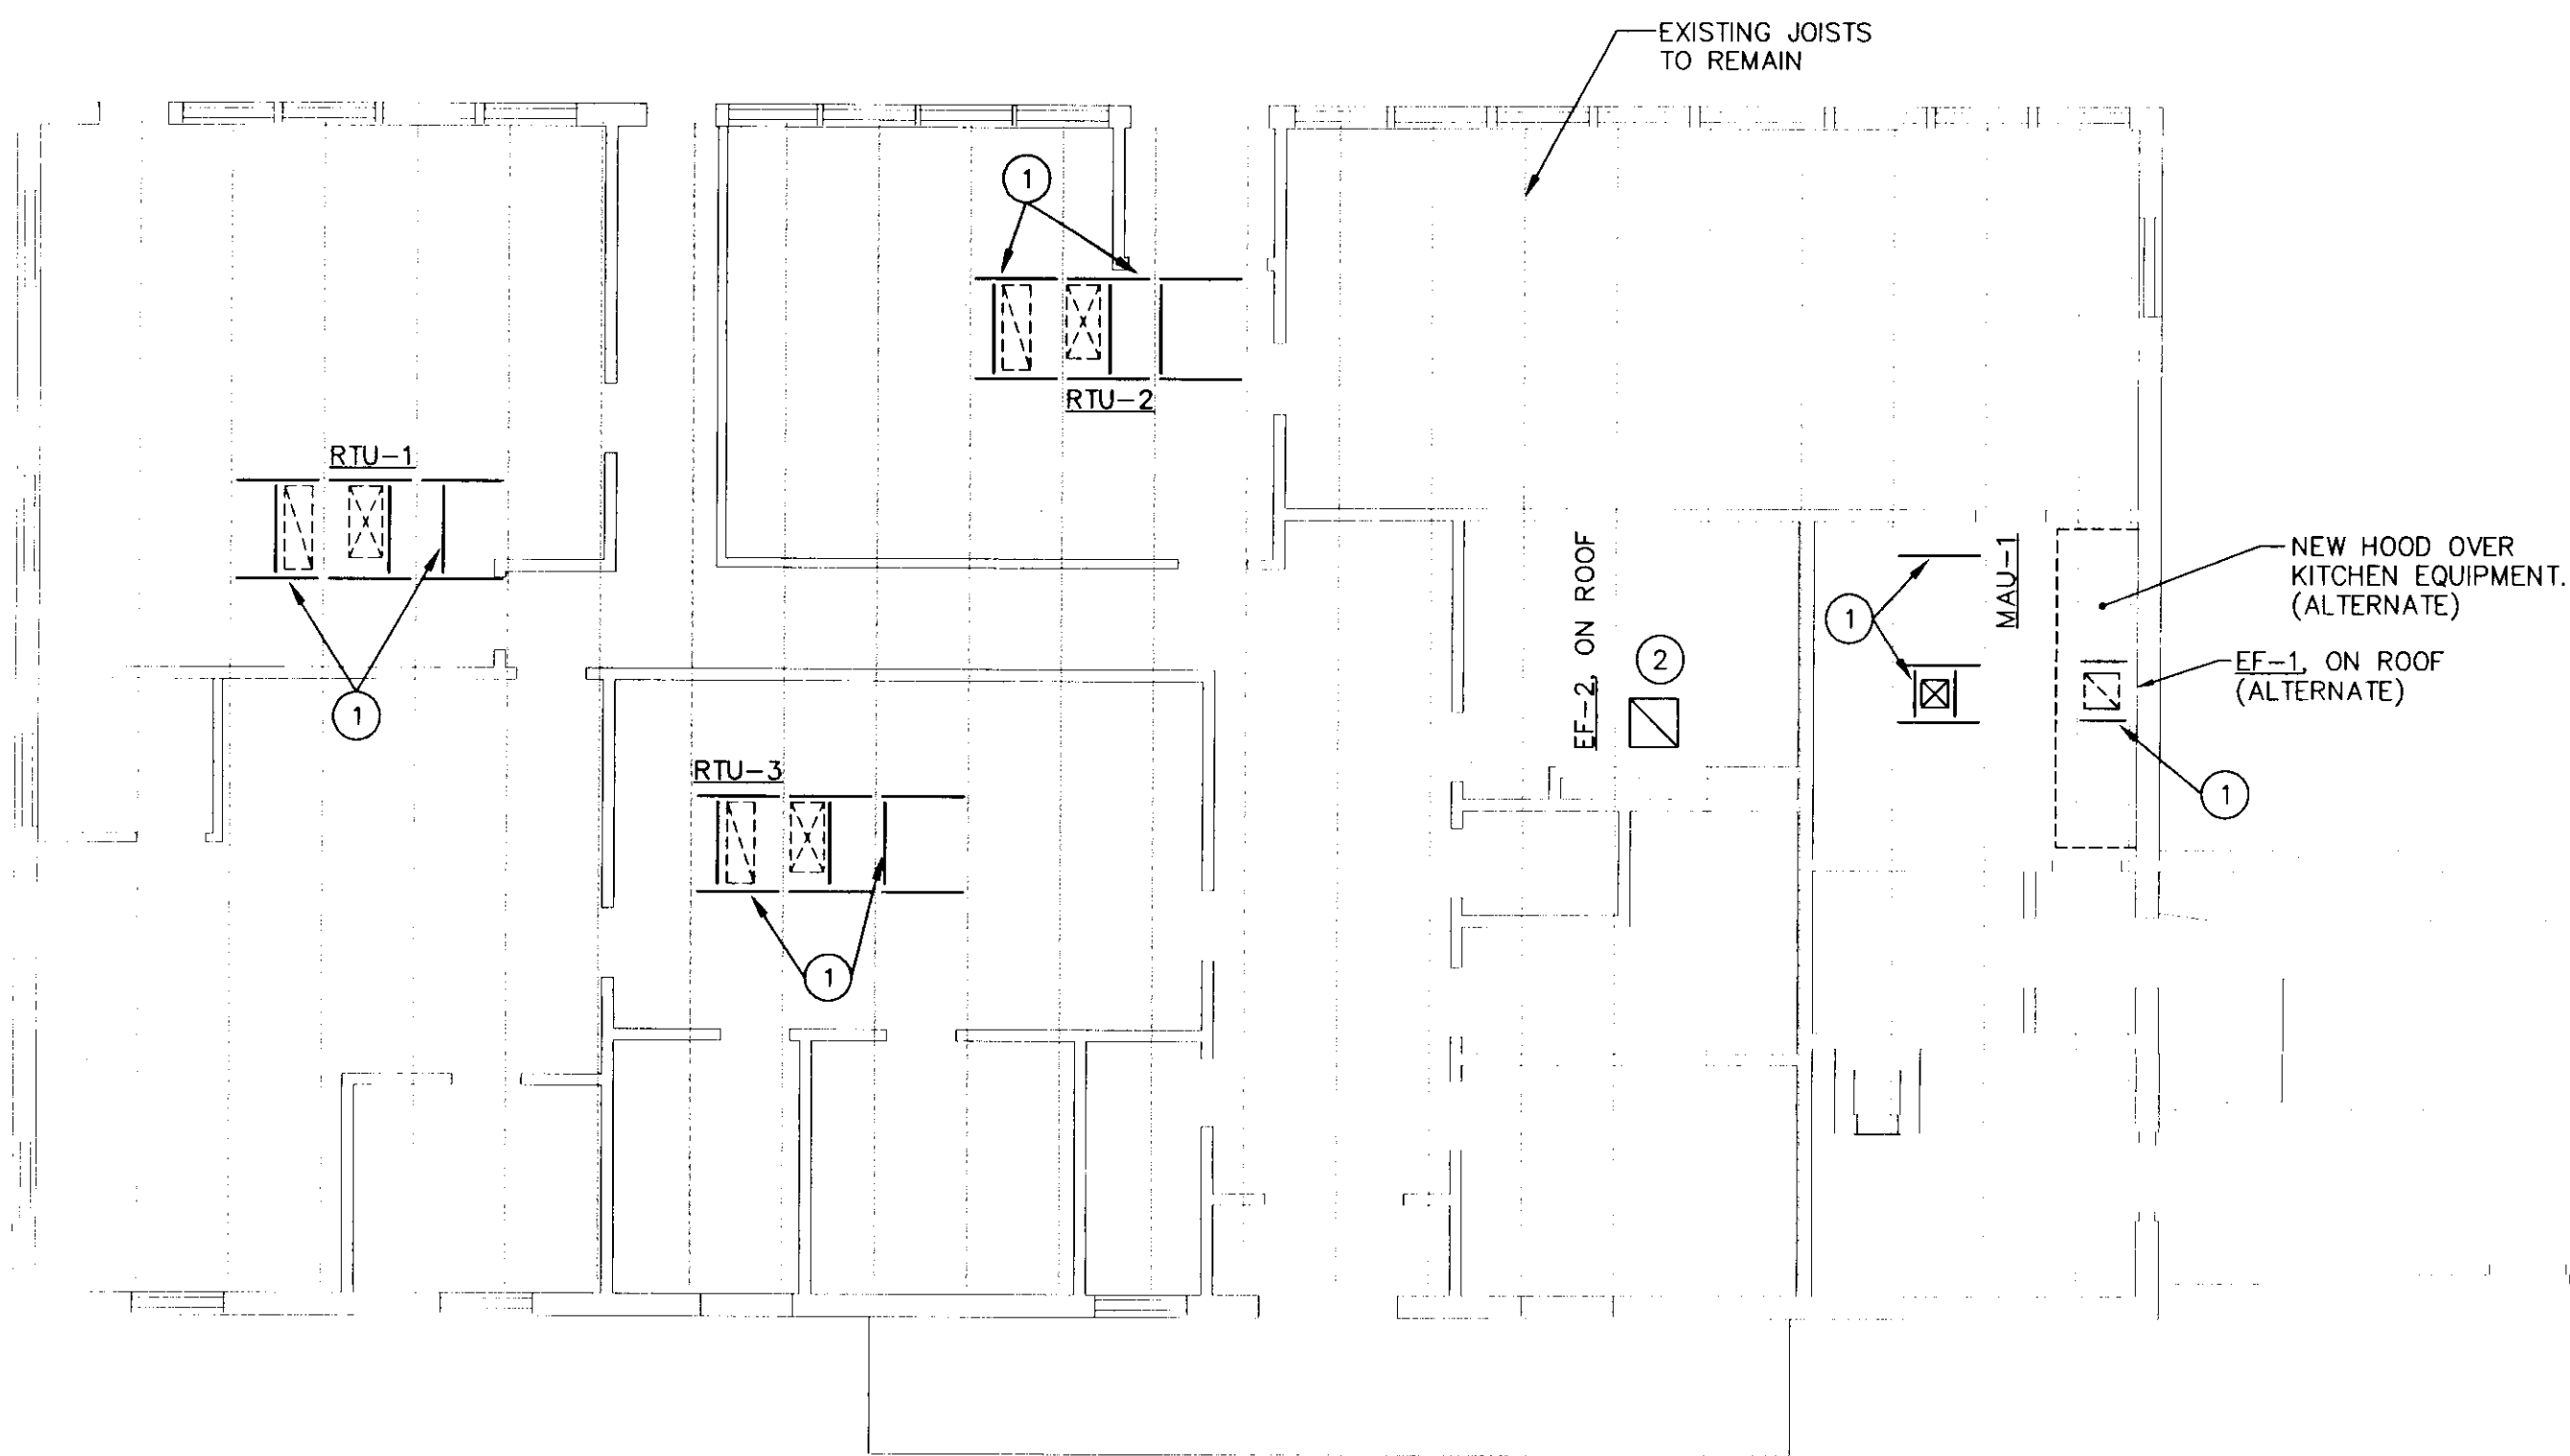 EXISTING JOISTS
TO REMAIN
1
RTU-2
RTU-1
1
EF-2, ON ROOF
2
1
MAU-1
NEW HOOD OVER
KITCHEN EQUIPMENT.
(ALTERNATE)
EF-1, ON ROOF
(ALTERNATE)
1
RTU-3
1